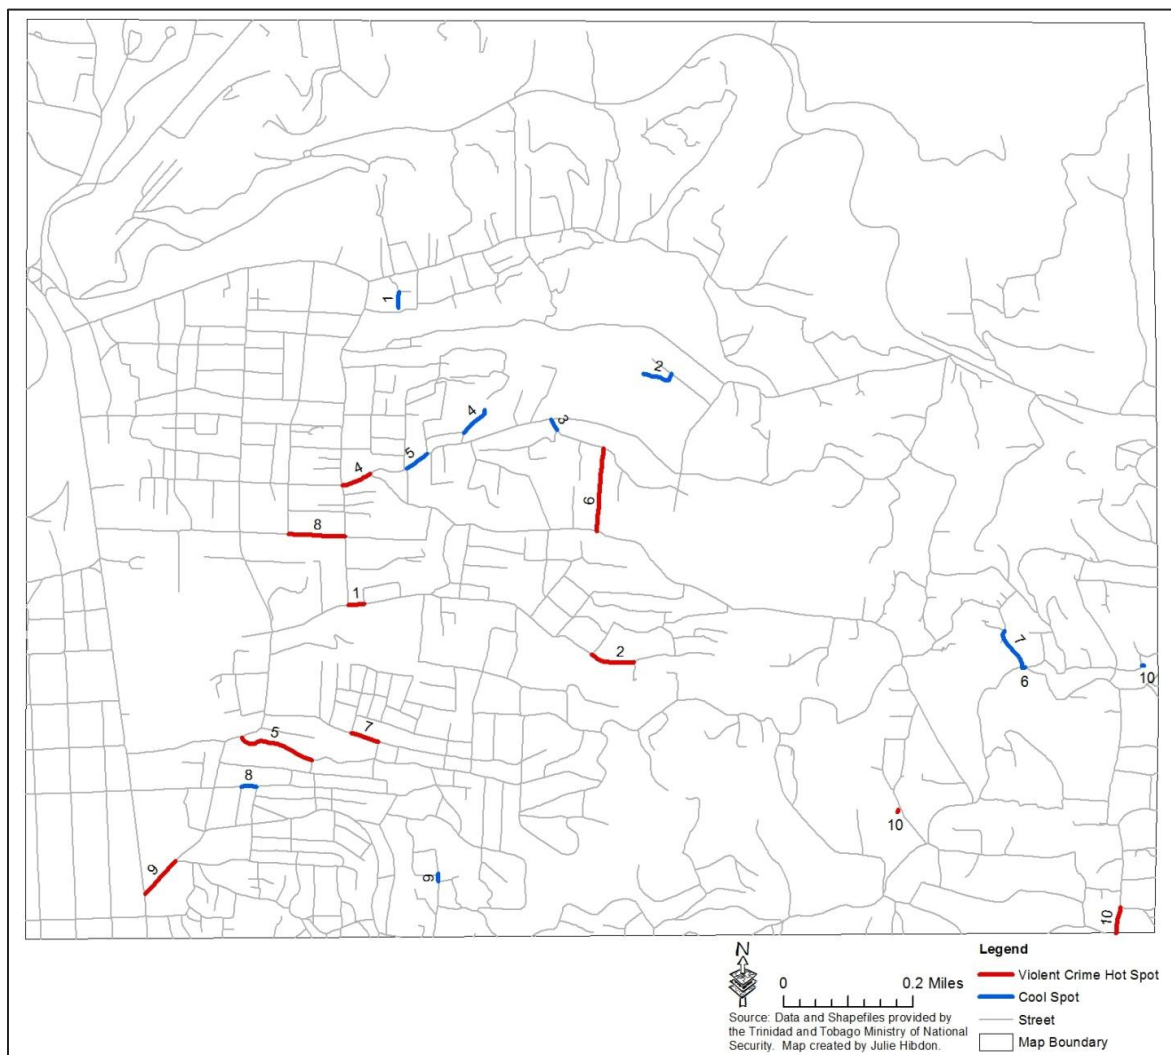 1
2
4
3
5
4
6
8
1
2
7
6
10
7
5
8
10
9
9
10
N
0 0.2 Miles
Source: Data and Shapefiles provided by
the Trinidad and Tobago Ministry of National
Security. Map created by Julie Hibdon.
Legend
Violent Crime Hot Spot
Cool Spot
Street
Map Boundary